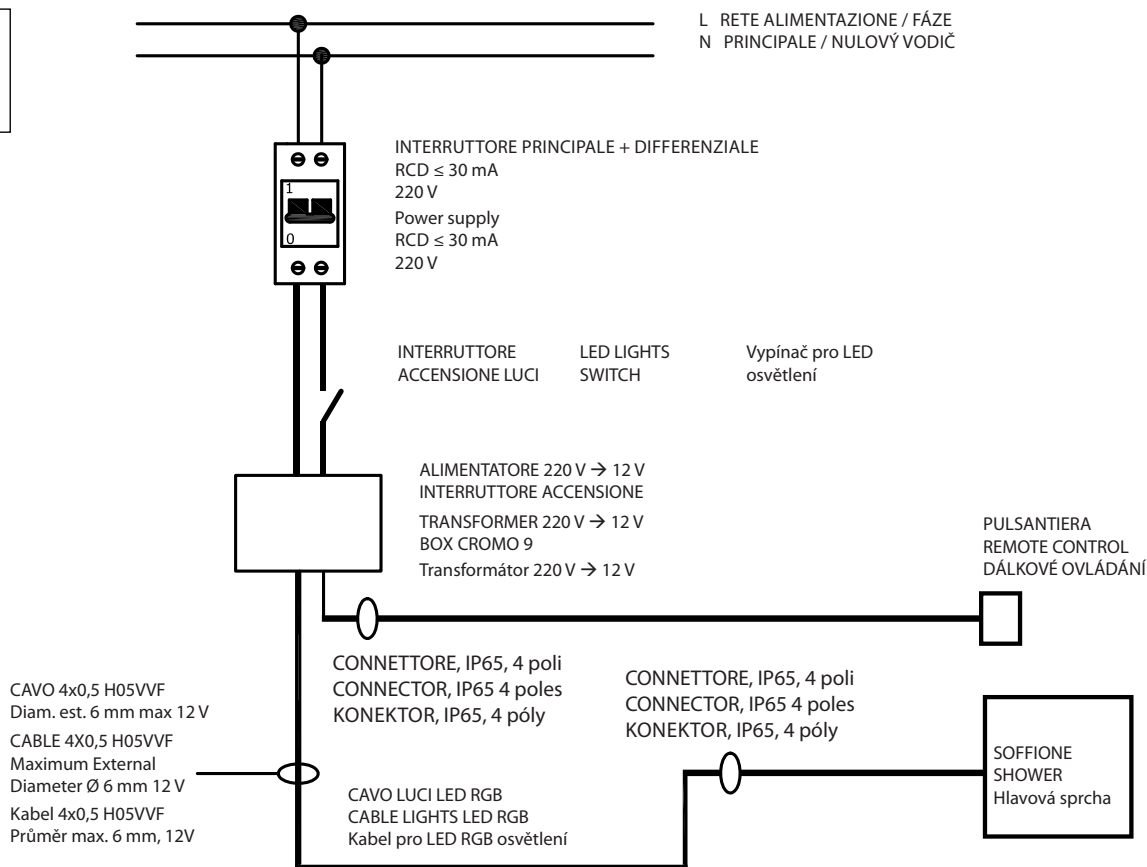 L RETE ALIMENTAZIONE / FÁZE
N PRINCIPALE / NULOVÝ VODIČ
INTERRUTTORE PRINCIPALE + DIFFERENZIALE
RCD ≤ 30 mA
220 V
Power supply
RCD ≤ 30 mA
220 V
1
0
INTERRUTTORE
ACCENSIONE LUCI
LED LIGHTS
SWITCH
Vypínač pro LED
osvětlení
ALIMENTATORE 220 V → 12 V
INTERRUTTORE ACCENSIONE
TRANSFORMER 220 V → 12 V
BOX CROMO 9
Transformátor 220 V → 12 V
PULSANTIERA
REMOTE CONTROL
DÁLKOVÉ OVLÁDÁNÍ
CONNETTORE, IP65, 4 poli
CONNECTOR, IP65 4 poles
KONEKTOR, IP65, 4 póly
CONNETTORE, IP65, 4 poli
CONNECTOR, IP65 4 poles
KONEKTOR, IP65, 4 póly
CAVO 4x0,5 H05VVF
Diam. est. 6 mm max 12 V
CABLE 4X0,5 H05VVF
Maximum External
Diameter Ø 6 mm 12 V
Kabel 4x0,5 H05VVF
Průměr max. 6 mm, 12V
CAVO LUCI LED RGB
CABLE LIGHTS LED RGB
Kabel pro LED RGB osvětlení
SOFFIONE
SHOWER
Hlavová sprcha